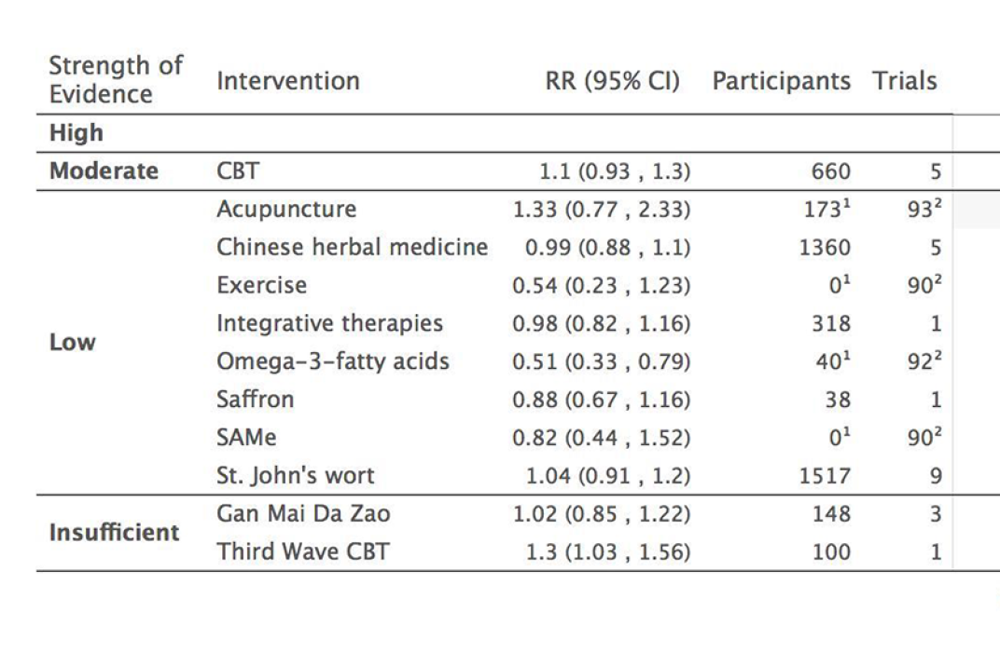 Strength of Evidence Intervention RR (95% CI) Participants Trials
High
Moderate CBT 1.1 (0.93 , 1.3) 660 5
Acupuncture 1.33 (0.77 , 2.33) 173¹ 93²
Chinese herbal medicine 0.99 (0.88 , 1.1) 1360 5
Exercise 0.54 (0.23 , 1.23) 0¹ 90²
Low
Integrative therapies 0.98 (0.82 , 1.16) 318 1
Omega-3-fatty acids 0.51 (0.33 , 0.79) 40¹ 92²
Saffron 0.88 (0.67 , 1.16) 38 1
SAMe 0.82 (0.44 , 1.52) 0¹ 90²
St. John's wort 1.04 (0.91 , 1.2) 1517 9
Insufficient
Gan Mai Da Zao 1.02 (0.85 , 1.22) 148 3
Third Wave CBT 1.3 (1.03 , 1.56) 100 1